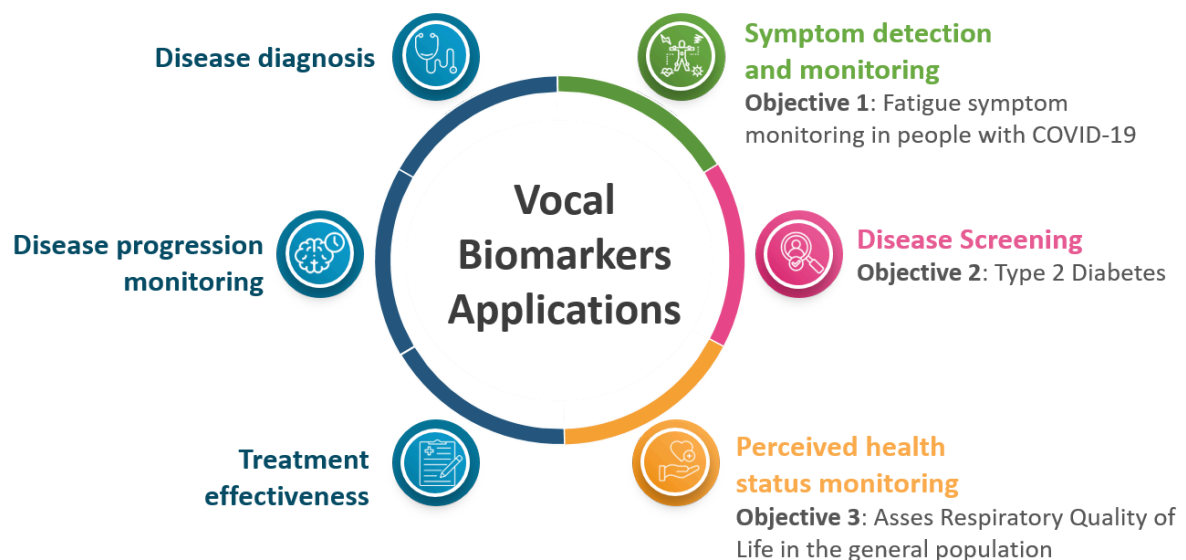 Disease diagnosis
Symptom detection
and monitoring
Objective 1: Fatigue symptom
monitoring in people with COVID-19
Vocal
Biomarkers
Applications
Disease progression
monitoring
Disease Screening
Objective 2: Type 2 Diabetes
Treatment
effectiveness
Perceived health
status monitoring
Objective 3: Asses Respiratory Quality of
Life in the general population